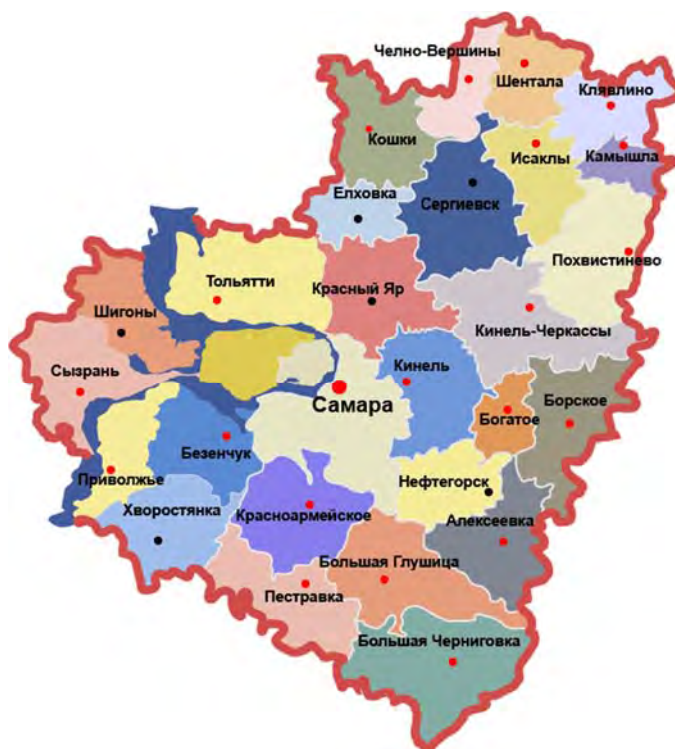 Челно-Вершины
Шентала
Клявлино
Кошки
Исаклы
Камышла
Елховка
Сергиевск
Похвистинево
Тольятти
Красный Яр
Шигоны
Кинель-Черкассы
Сызрань
Кинель
Самара
Богатое
Борское
Безенчук
Приволжье
Нефтегорск
Хворостянка
Красноармейское
Алексеевка
Большая Глушица
Пестравка
Большая Черниговка